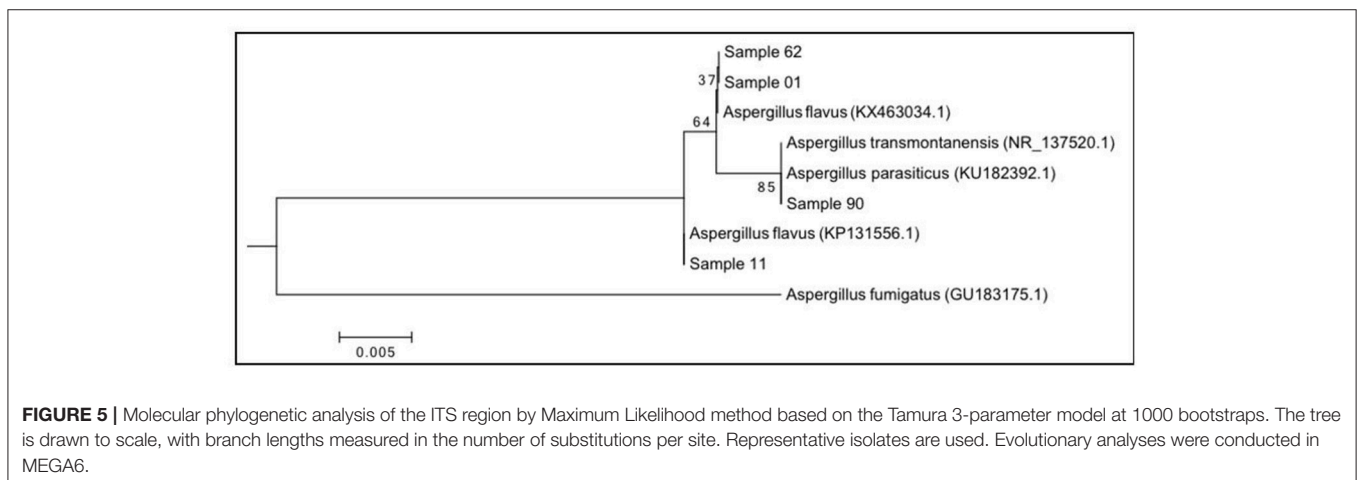 Sample 62
37
Sample 01
Aspergillus flavus (KX463034.1)
64
Aspergillus transmontanensis (NR_137520.1)
Aspergillus parasiticus (KU182392.1)
85
Sample 90
Aspergillus flavus (KP131556.1)
Sample 11
Aspergillus fumigatus (GU183175.1)
0.005
FIGURE 5 | Molecular phylogenetic analysis of the ITS region by Maximum Likelihood method based on the Tamura 3-parameter model at 1000 bootstraps. The tree
is drawn to scale, with branch lengths measured in the number of substitutions per site. Representative isolates are used. Evolutionary analyses were conducted in
MEGA6.